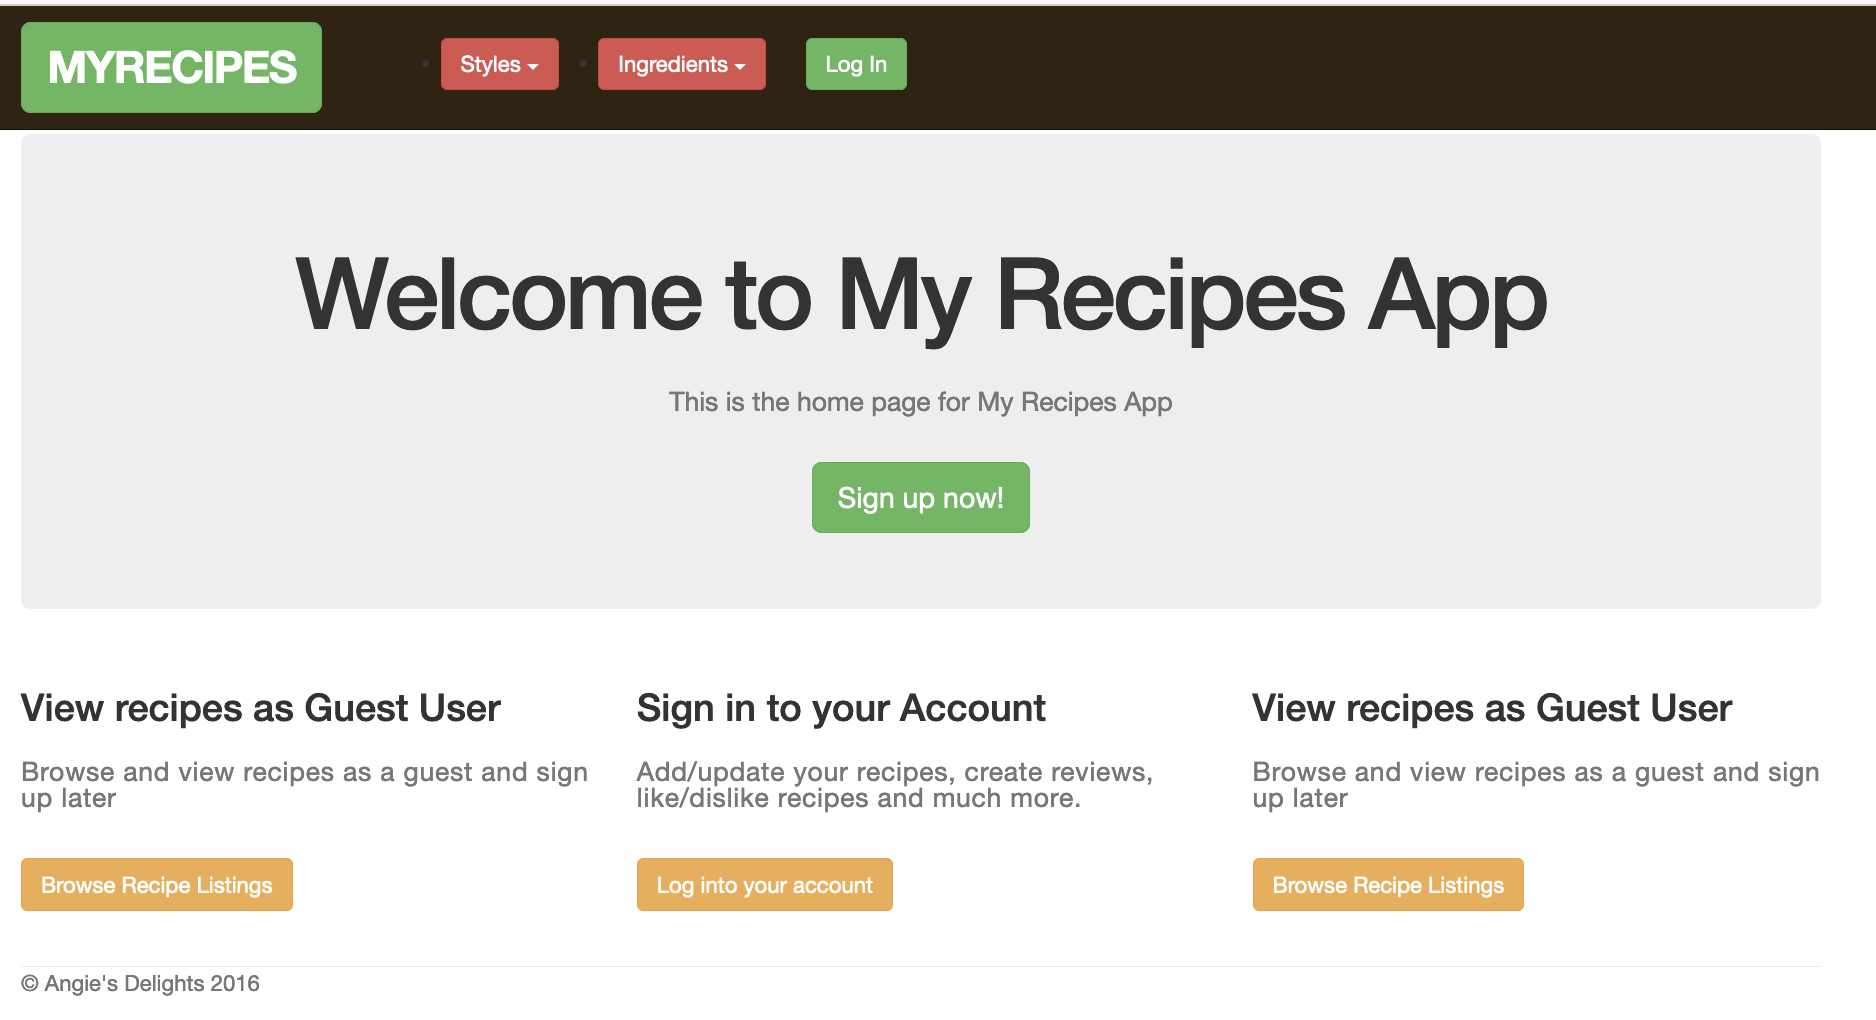 MYRECIPES
Styles
Ingredients
Log In
Welcome to My Recipes App
This is the home page for My Recipes App
Sign up now!
View recipes as Guest User
Browse and view recipes as a guest and sign
up later
Browse Recipe Listings
Sign in to your Account
Add/update your recipes, create reviews,
like/dislike recipes and much more.
Log into your account
View recipes as Guest User
Browse and view recipes as a guest and sign
up later
Browse Recipe Listings
© Angie's Delights 2016